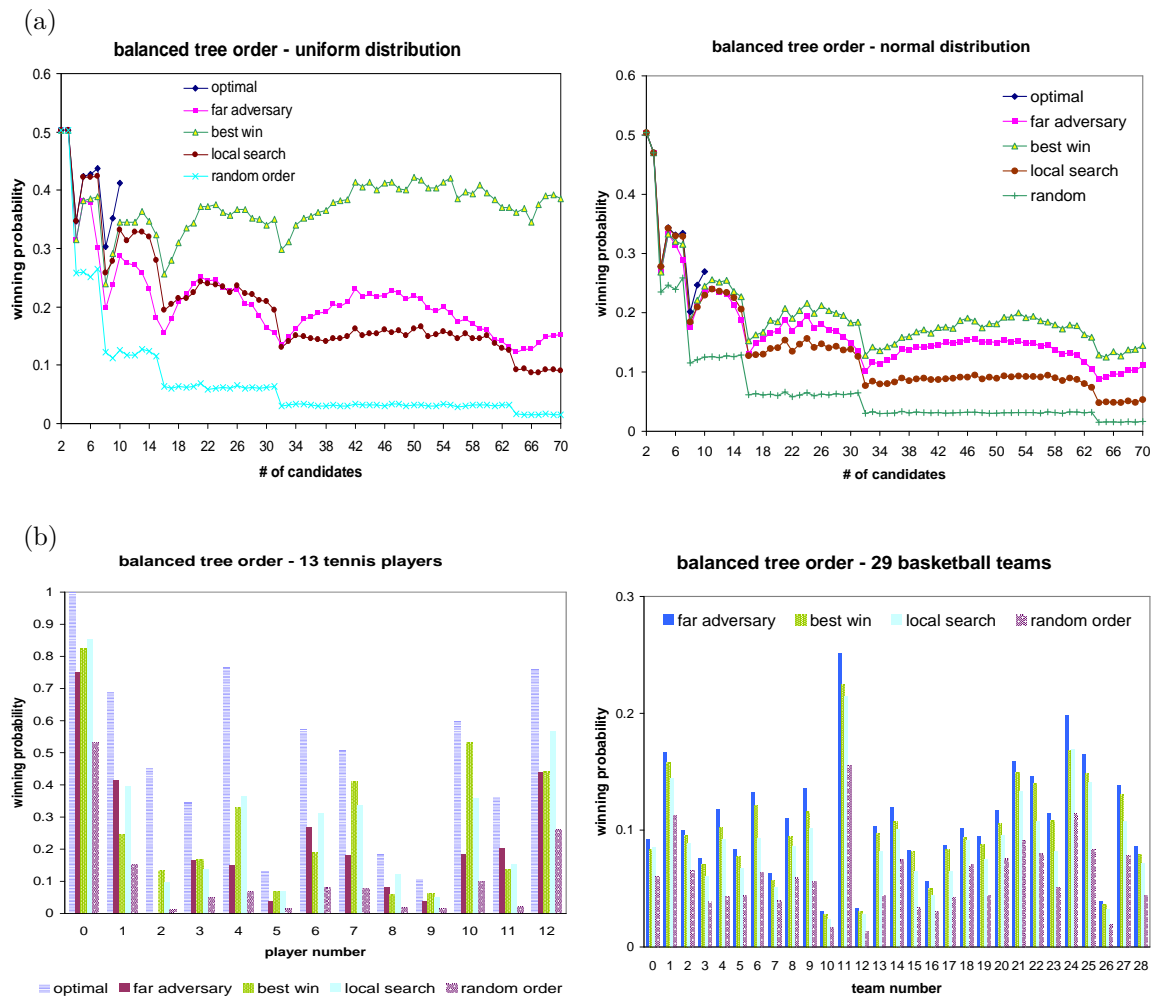 (a)
balanced tree order - uniform distribution
0.6
0.5
0.4
0.3
0.2
0.1
0
winning probability
optimal
far adversary
best win
local search
random order
2 6 10 14 18 22 26 30 34 38 42 46 50 54 58 62 66 70
# of candidates
balanced tree order - normal distribution
0.6
0.5
0.4
0.3
0.2
0.1
0
winning probability
optimal
far adversary
best win
local search
random
2 6 10 14 18 22 26 30 34 38 42 46 50 54 58 62 66 70
# of candidates
(b)
balanced tree order - 13 tennis players
1
0.9
0.8
0.7
0.6
0.5
0.4
0.3
0.2
0.1
0
winning probability
0 1 2 3 4 5 6 7 8 9 10 11 12
player number
optimal far adversary best win local search random order
balanced tree order - 29 basketball teams
0.3
0.2
0.1
0
winning probability
far adversary best win local search random order
0 1 2 3 4 5 6 7 8 9 10 11 12 13 14 15 16 17 18 19 20 21 22 23 24 25 26 27 28
team number